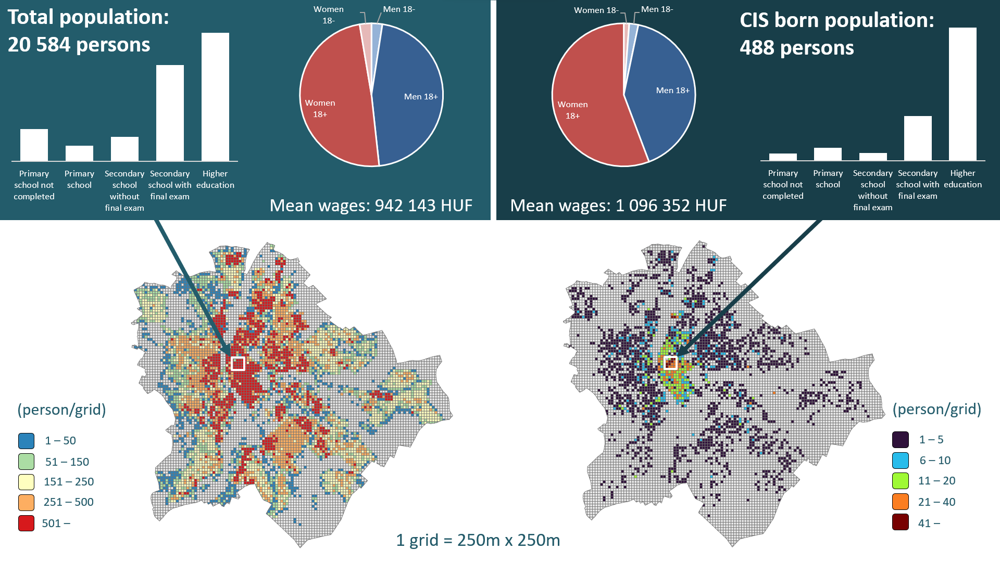 Total population:
20 584 persons
Women
18-
Men 18-
Women
18+
Men 18+
Primary
school not
completed
Primary
school
Secondary
school
without
final exam
Secondary
school with
final exam
Higher
education
Mean wages: 942 143 HUF
Women 18-
Men 18-
Women
18+
Men 18+
CIS born population:
488 persons
Primary
school not
completed
Primary
school
Secondary
school
without
final exam
Secondary
school with
final exam
Higher
education
Mean wages: 1 096 352 HUF
(person/grid)
1 – 50
51 – 150
151 – 250
251 – 500
501 –
(person/grid)
1 – 5
6 – 10
11 – 20
21 – 40
41 –
1 grid = 250m x 250m